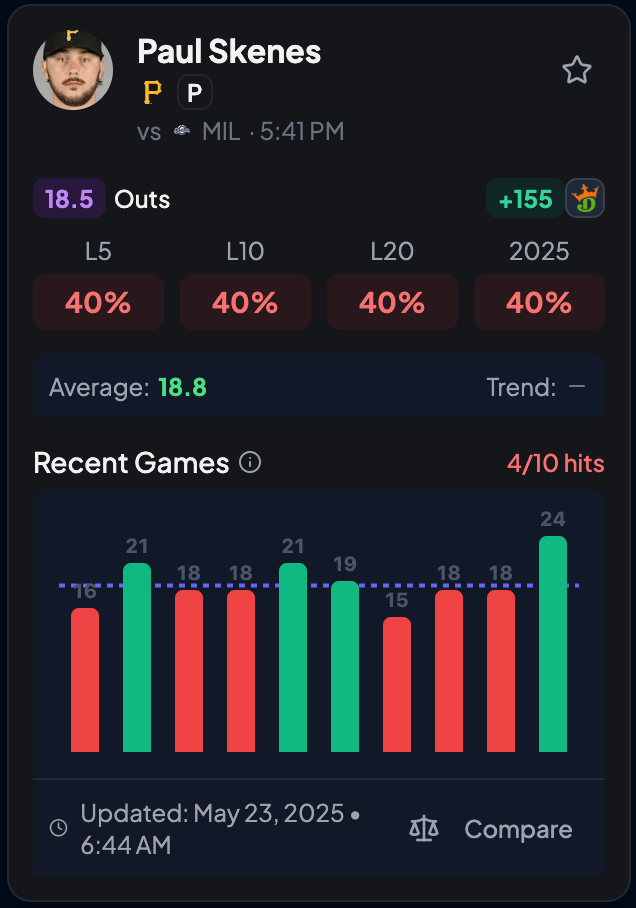 Paul Skenes
P P
vs MIL · 5:41 PM
18.5 Outs +155
L5 L10 L20 2025
40% 40% 40% 40%
Average: 18.8 Trend: —
Recent Games 4/10 hits
16 21 18 18 21 19 15 18 18 24
Updated: May 23, 2025 •
6:44 AM
Compare